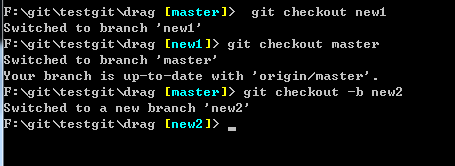 F:\git\testgit\drag [master]>  git checkout new1
Switched to branch 'new1'
F:\git\testgit\drag [new1]> git checkout master
Switched to branch 'master'
Your branch is up-to-date with 'origin/master'.
F:\git\testgit\drag [master]> git checkout -b new2
Switched to a new branch 'new2'
F:\git\testgit\drag [new2]> _